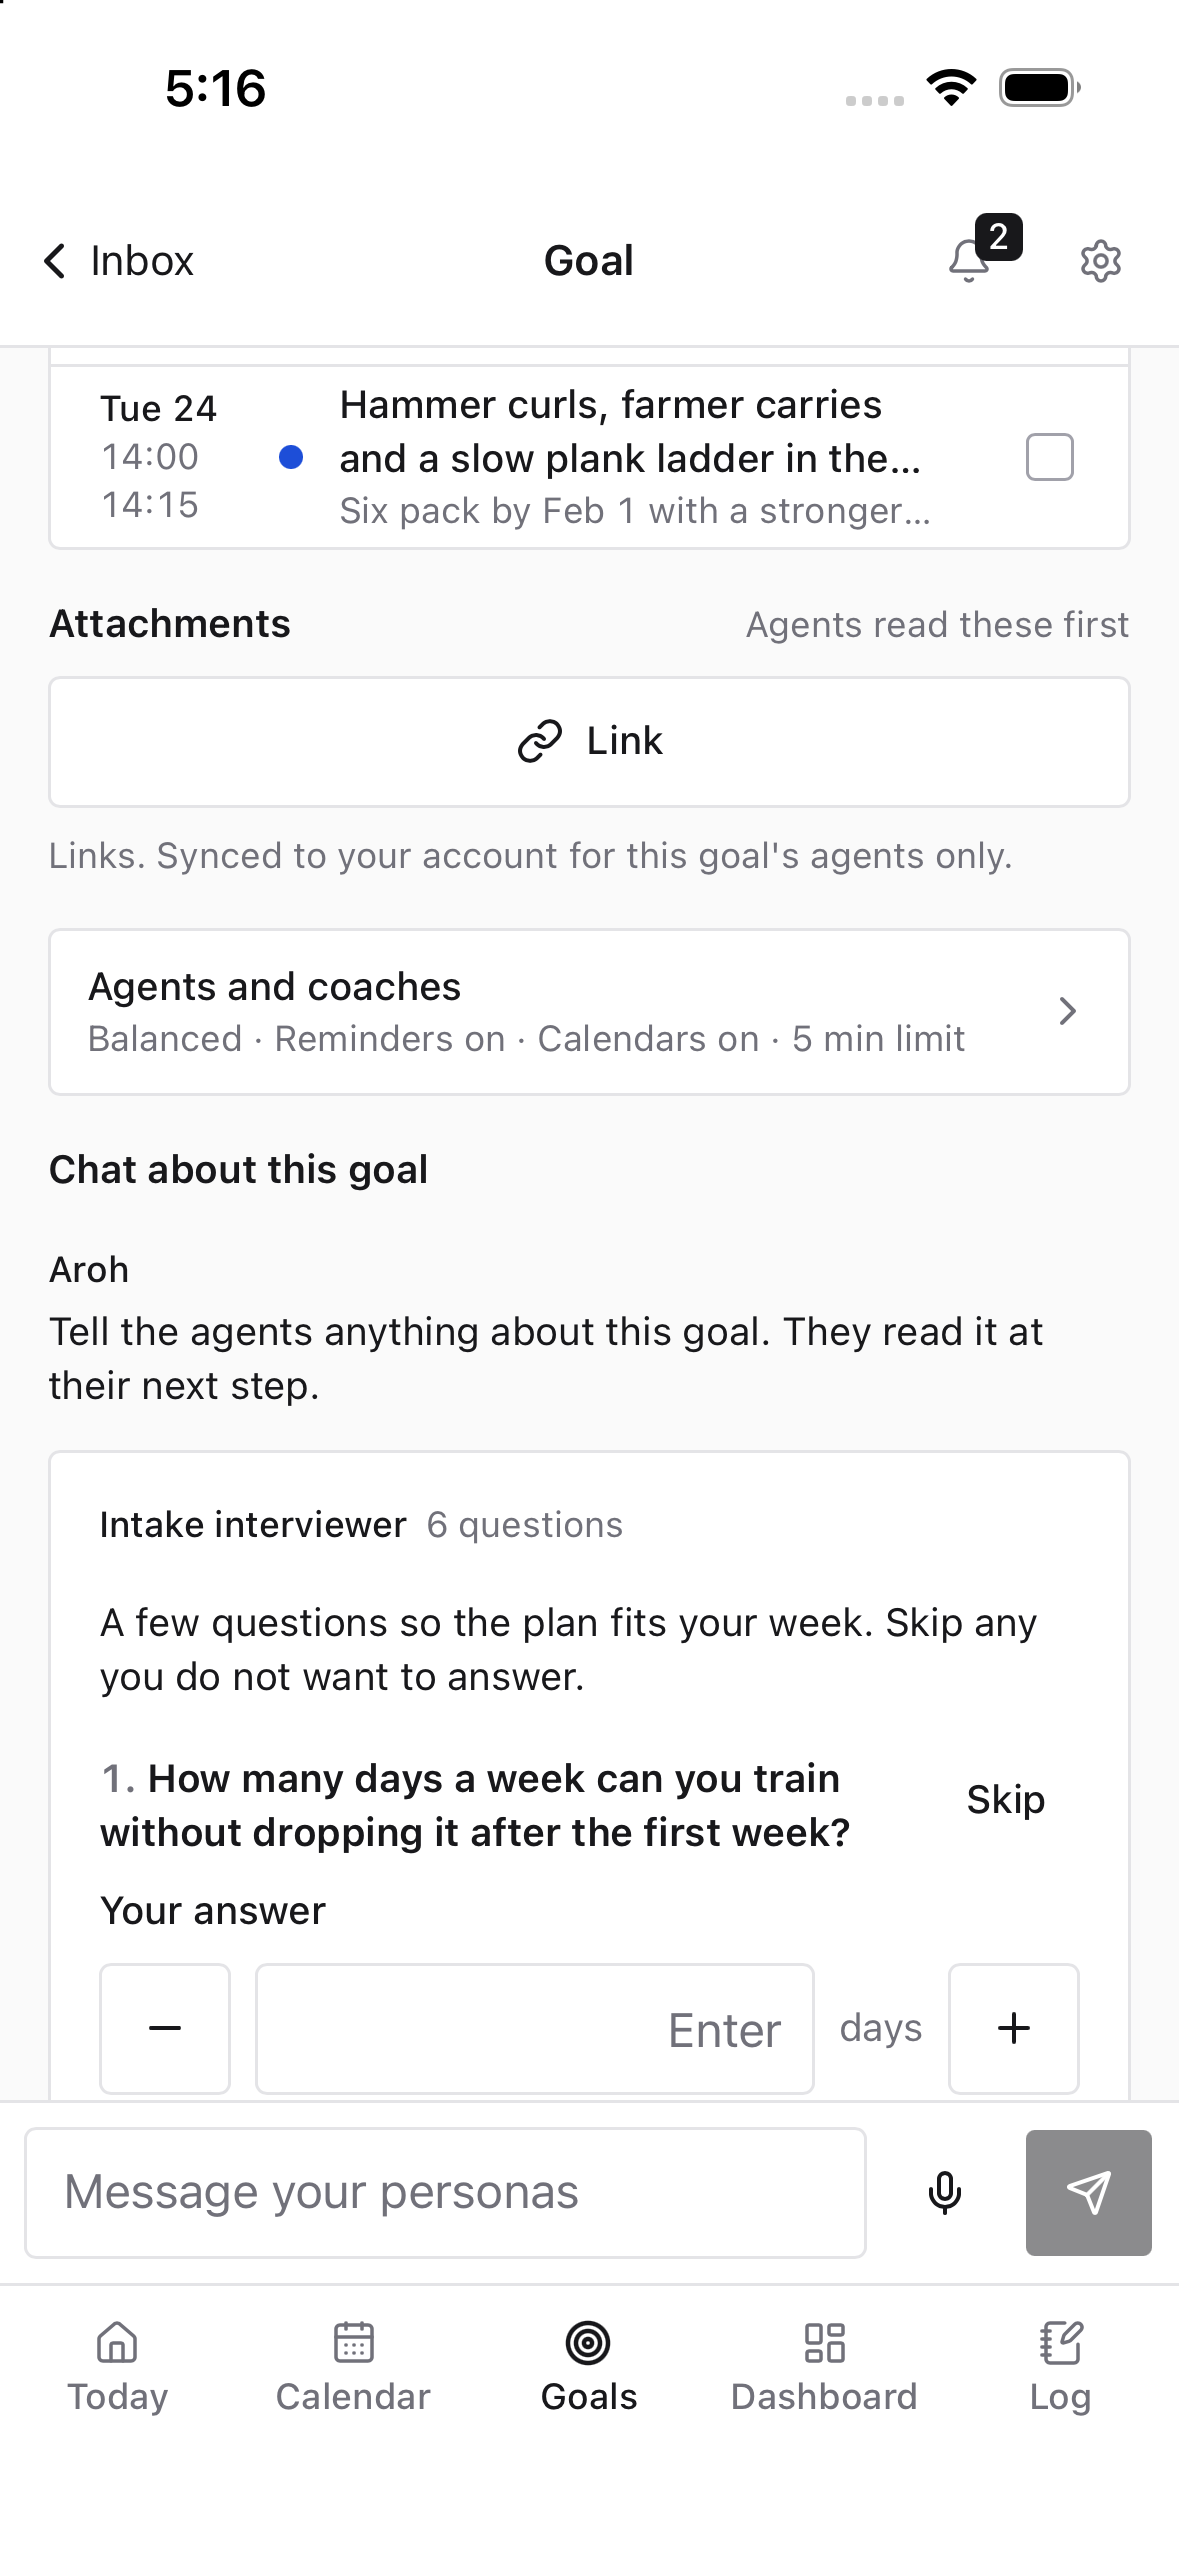 5:16
Inbox
Goal
2
Tue 24
14:00
14:15
Hammer curls, farmer carries
and a slow plank ladder in the...
Six pack by Feb 1 with a stronger...
Attachments
Agents read these first
Link
Links. Synced to your account for this goal's agents only.
Agents and coaches
Balanced · Reminders on · Calendars on · 5 min limit
Chat about this goal
Aroh
Tell the agents anything about this goal. They read it at
their next step.
Intake interviewer 6 questions
A few questions so the plan fits your week. Skip any
you do not want to answer.
1. How many days a week can you train
without dropping it after the first week?
Skip
Your answer
Enter
days
Message your personas
Today
Calendar
Goals
Dashboard
Log